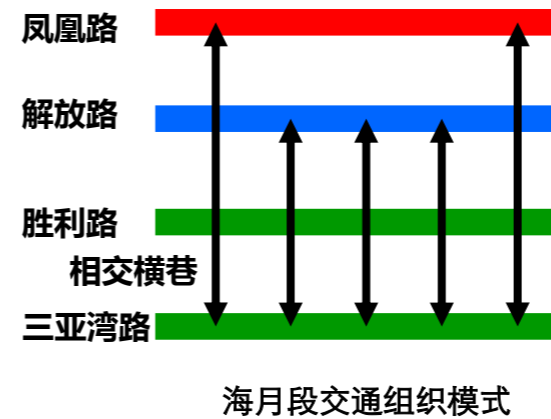 凤凰路
解放路
胜利路
相交横巷
三亚湾路
海月段交通组织模式